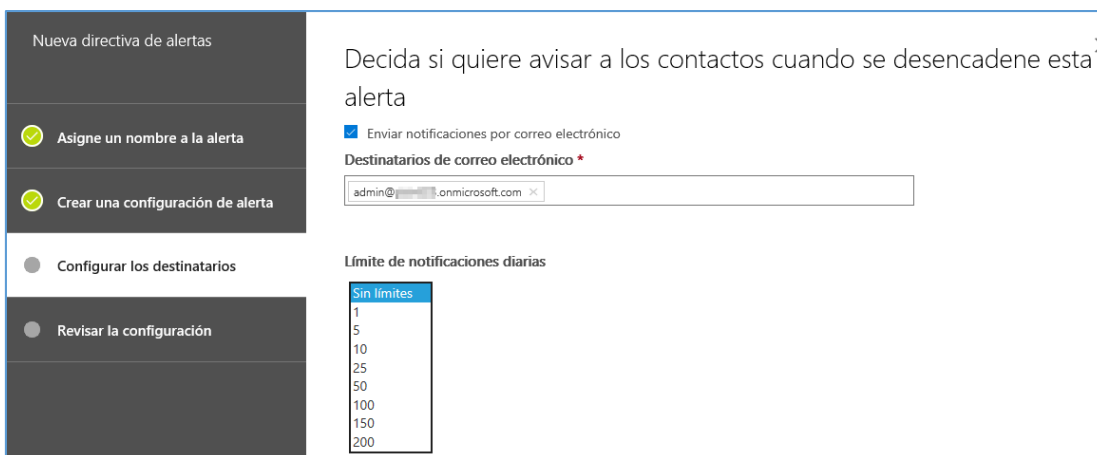 Nueva directiva de alertas
Asigne un nombre a la alerta
Crear una configuración de alerta
Configurar los destinatarios
Revisar la configuración
Decida si quiere avisar a los contactos cuando se desencadene esta
alerta
Enviar notificaciones por correo electrónico
Destinatarios de correo electrónico *
admin@ .onmicrosoft.com ×
Límite de notificaciones diarias
Sin límites
1
5
10
25
50
100
150
200